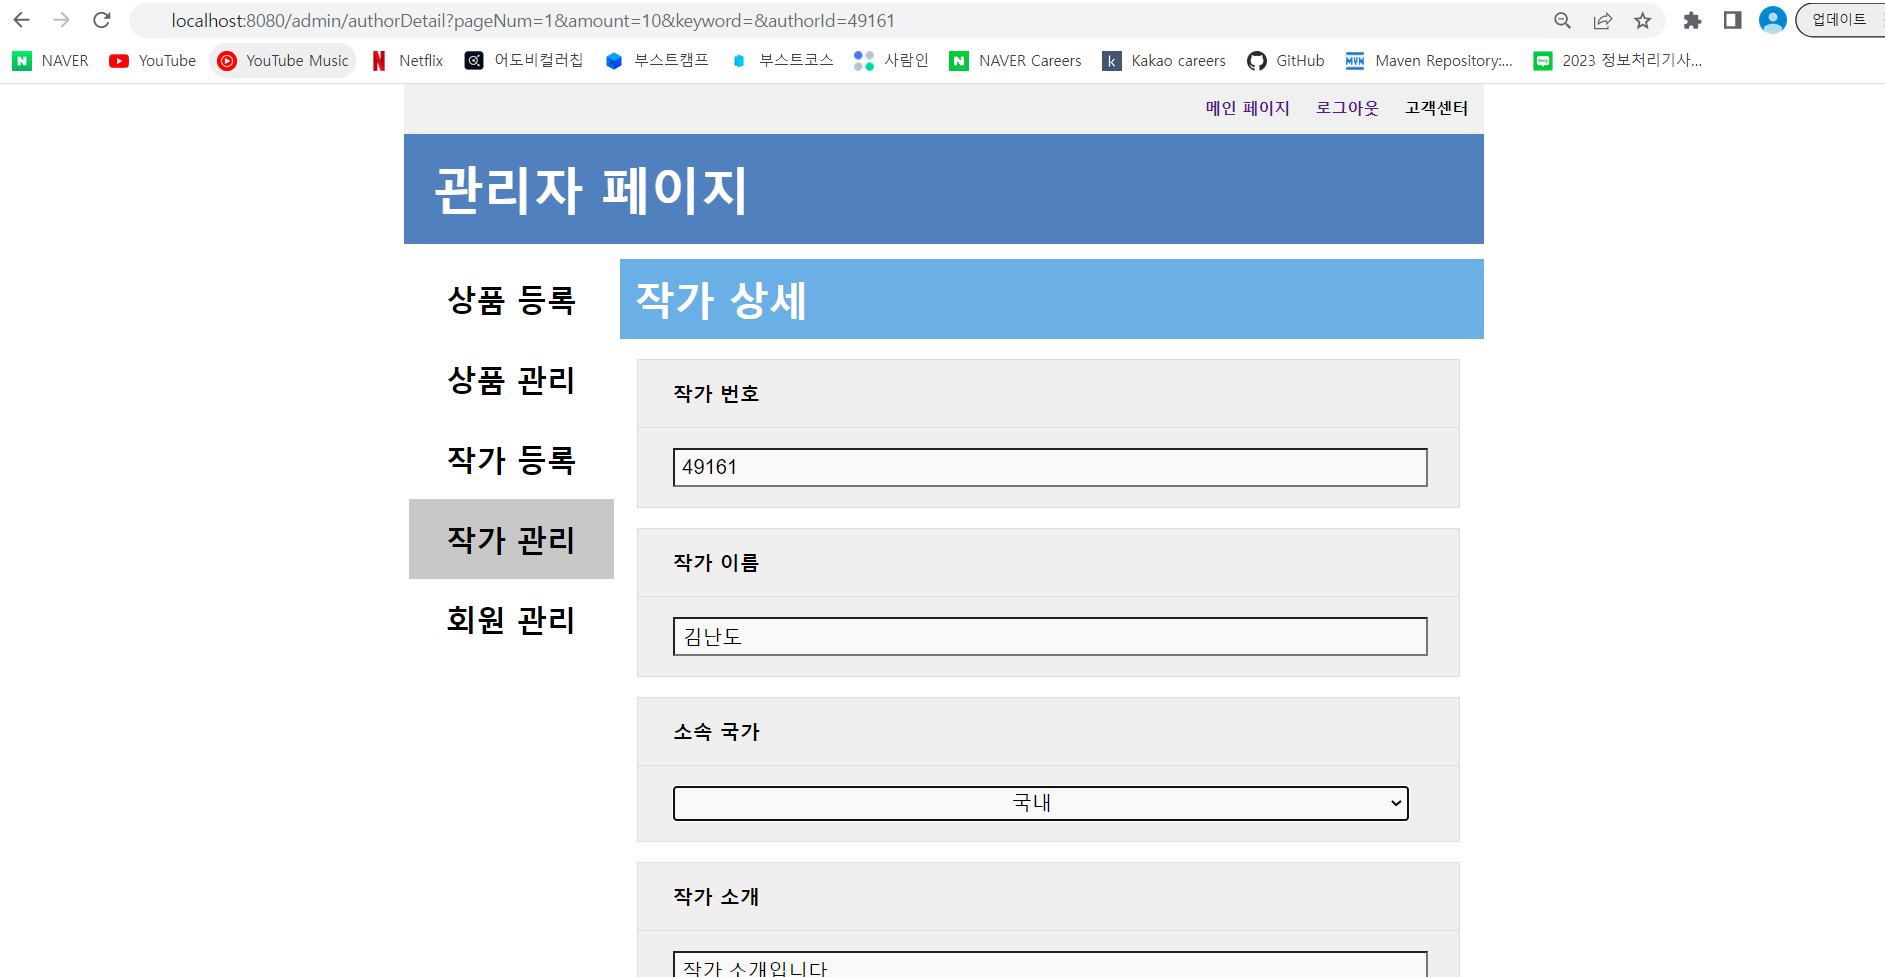 localhost:8080/admin/authorDetail?pageNum=1&amount=10&keyword=&authorId=49161 업데이트
NAVER YouTube YouTube Music Netflix 어도비컬러칩 부스트캠프 부스트코스 사람인 NAVER Careers Kakao careers GitHub Maven Repository:... 2023 정보처리기사...
메인 페이지 로그아웃 고객센터
관리자 페이지
상품 등록
상품 관리
작가 등록
작가 관리
회원 관리
작가 상세
작가 번호
49161
작가 이름
김난도
소속 국가
국내
작가 소개
작가 소개입니다